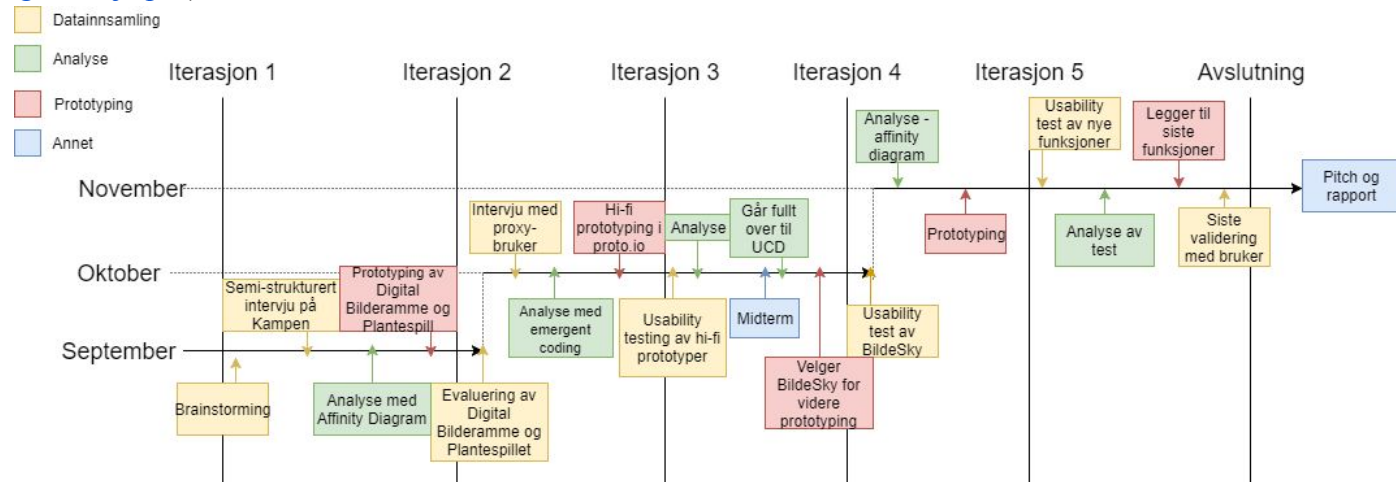 Datainnsamling
Analyse
Prototyping
Annet
Iterasjon 1
Iterasjon 2
Iterasjon 3
Iterasjon 4
Iterasjon 5
Avslutning
November
Analyse -
affinity
diagram
Prototyping
Usability
test av nye
funksjoner
Analyse av
test
Legger til
siste
funksjoner
Siste
validering
med bruker
Pitch og
rapport
Oktober
Intervju med
proxy-
bruker
Analyse med
emergent
coding
Hi-fi
prototyping i
proto.io
Usability
testing av hi-fi
prototyper
Analyse
Går fullt
over til
UCD
Midterm
Velger
BildeSky for
videre
prototyping
Usability
test av
BildeSky
September
Brainstorming
Semi-strukturert
intervju på
Kampen
Analyse med
Affinity Diagram
Prototyping av
Digital
Bilderamme og
Plantespill
Evaluering av
Digital
Bilderamme og
Plantespillet